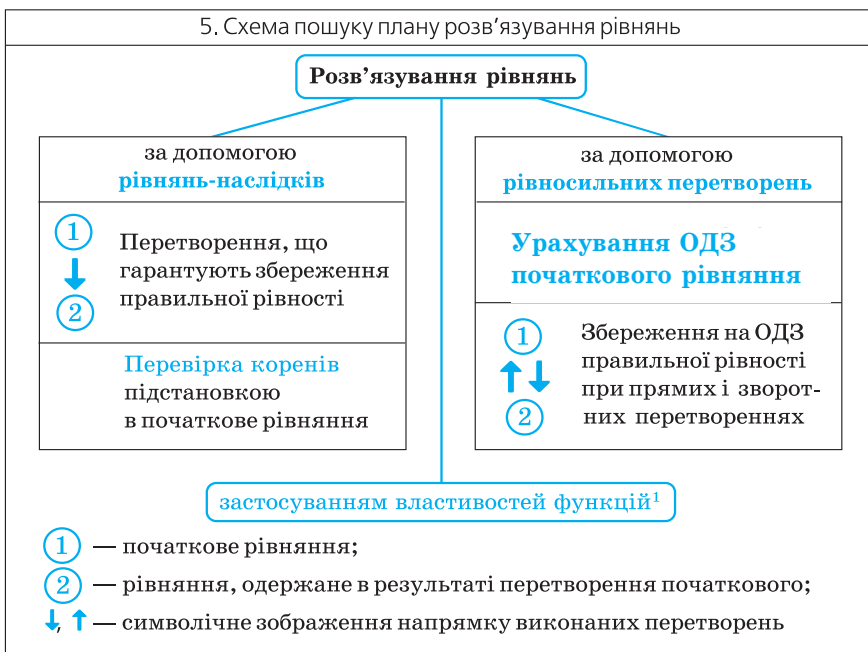 5. Схема пошуку плану розв’язування рівнянь
Розв’язування рівнянь
за допомогою
рівнянь-наслідків
1
2
Перетворення, що
гарантують збереження
правильної рівності
Перевірка коренів
підстановкою
в початкове рівняння
за допомогою
рівносильних перетворень
Урахування ОДЗ
початкового рівняння
1
2
Збереження на ОДЗ
правильної рівності
при прямих і зворот-
них перетвореннях
застосуванням властивостей функцій¹
1 — початкове рівняння;
2 — рівняння, одержане в результаті перетворення початкового;
↓, ↑ — символічне зображення напрямку виконаних перетворень